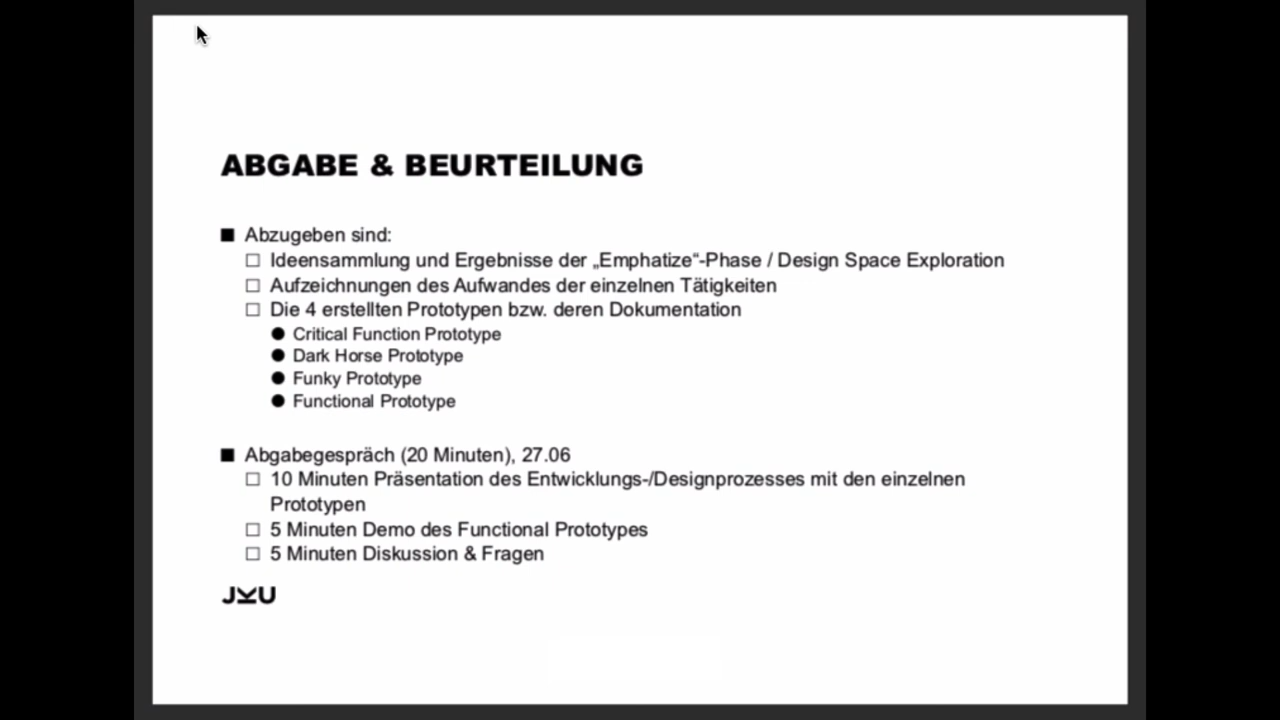 ABGABE & BEURTEILUNG
■ Abzugeben sind:
□ Ideensammlung und Ergebnisse der „Emphatize“-Phase / Design Space Exploration
□ Aufzeichnungen des Aufwandes der einzelnen Tätigkeiten
□ Die 4 erstellten Prototypen bzw. deren Dokumentation
● Critical Function Prototype
● Dark Horse Prototype
● Funky Prototype
● Functional Prototype
■ Abgabegespräch (20 Minuten), 27.06
□ 10 Minuten Präsentation des Entwicklungs-/Designprozesses mit den einzelnen
Prototypen
□ 5 Minuten Demo des Functional Prototypes
□ 5 Minuten Diskussion & Fragen
JKU